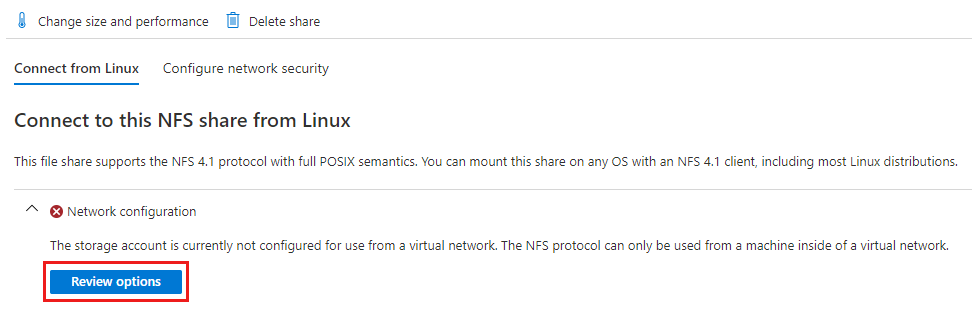 Change size and performance Delete share
Connect from Linux Configure network security
Connect to this NFS share from Linux
This file share supports the NFS 4.1 protocol with full POSIX semantics. You can mount this share on any OS with an NFS 4.1 client, including most Linux distributions.
Network configuration
The storage account is currently not configured for use from a virtual network. The NFS protocol can only be used from a machine inside of a virtual network.
Review options